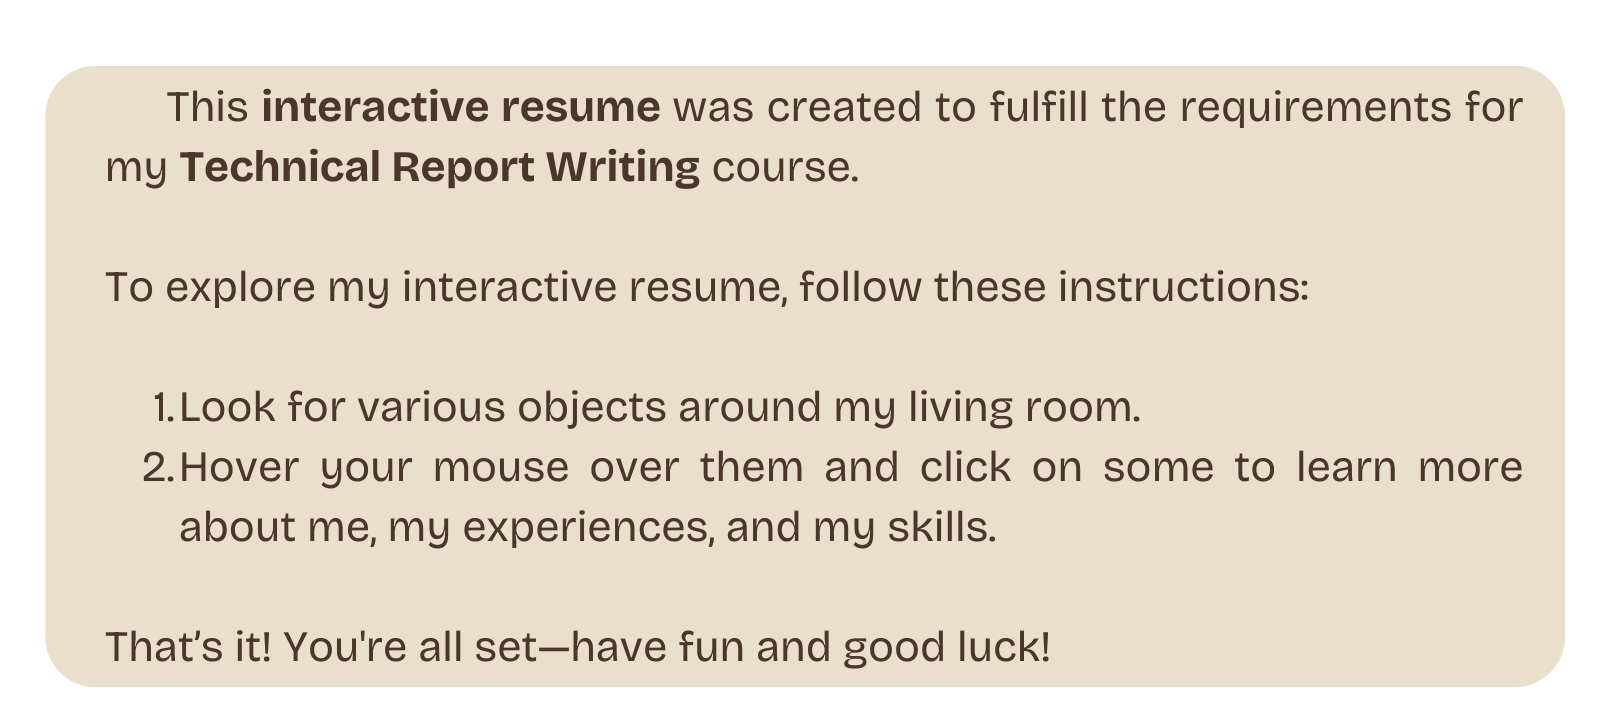 This interactive resume was created to fulfill the requirements for
my Technical Report Writing course.
To explore my interactive resume, follow these instructions:
1.Look for various objects around my living room.
2.Hover your mouse over them and click on some to learn more
about me, my experiences, and my skills.
That’s it! You're all set—have fun and good luck!